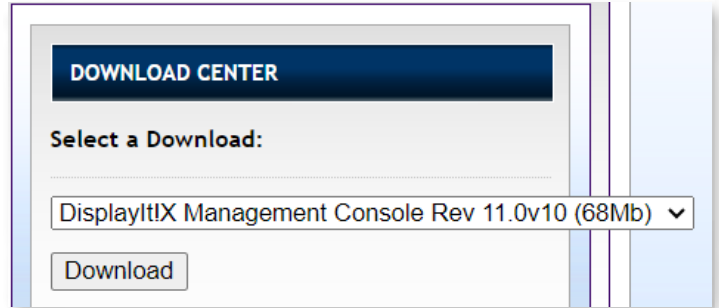 DOWNLOAD CENTER
Select a Download:
DisplayIt!X Management Console Rev 11.0v10 (68Mb)
Download